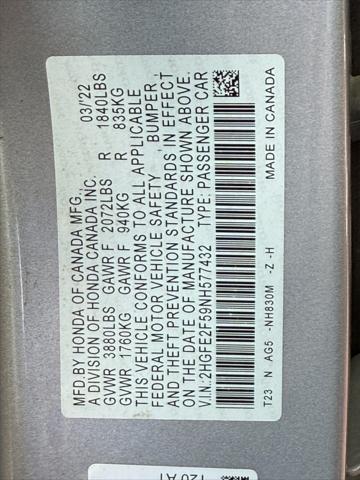 MFD.BY HONDA OF CANADA MFG., 03/'22
A DIVISION OF HONDA CANADA INC.
GVWR 3880LBS GAWR F 2072LBS R 1840LBS
GVWR 1760KG GAWR F 940KG R 835KG
THIS VEHICLE CONFORMS TO ALL APPLICABLE
FEDERAL MOTOR VEHICLE SAFETY, BUMPER,
AND THEFT PREVENTION STANDARDS IN EFFECT
ON THE DATE OF MANUFACTURE SHOWN ABOVE.
V.I.N.:2HGFE2F59NH577432 TYPE: PASSENGER CAR
T23 N AG5 -NH830M -Z -H MADE IN CANADA